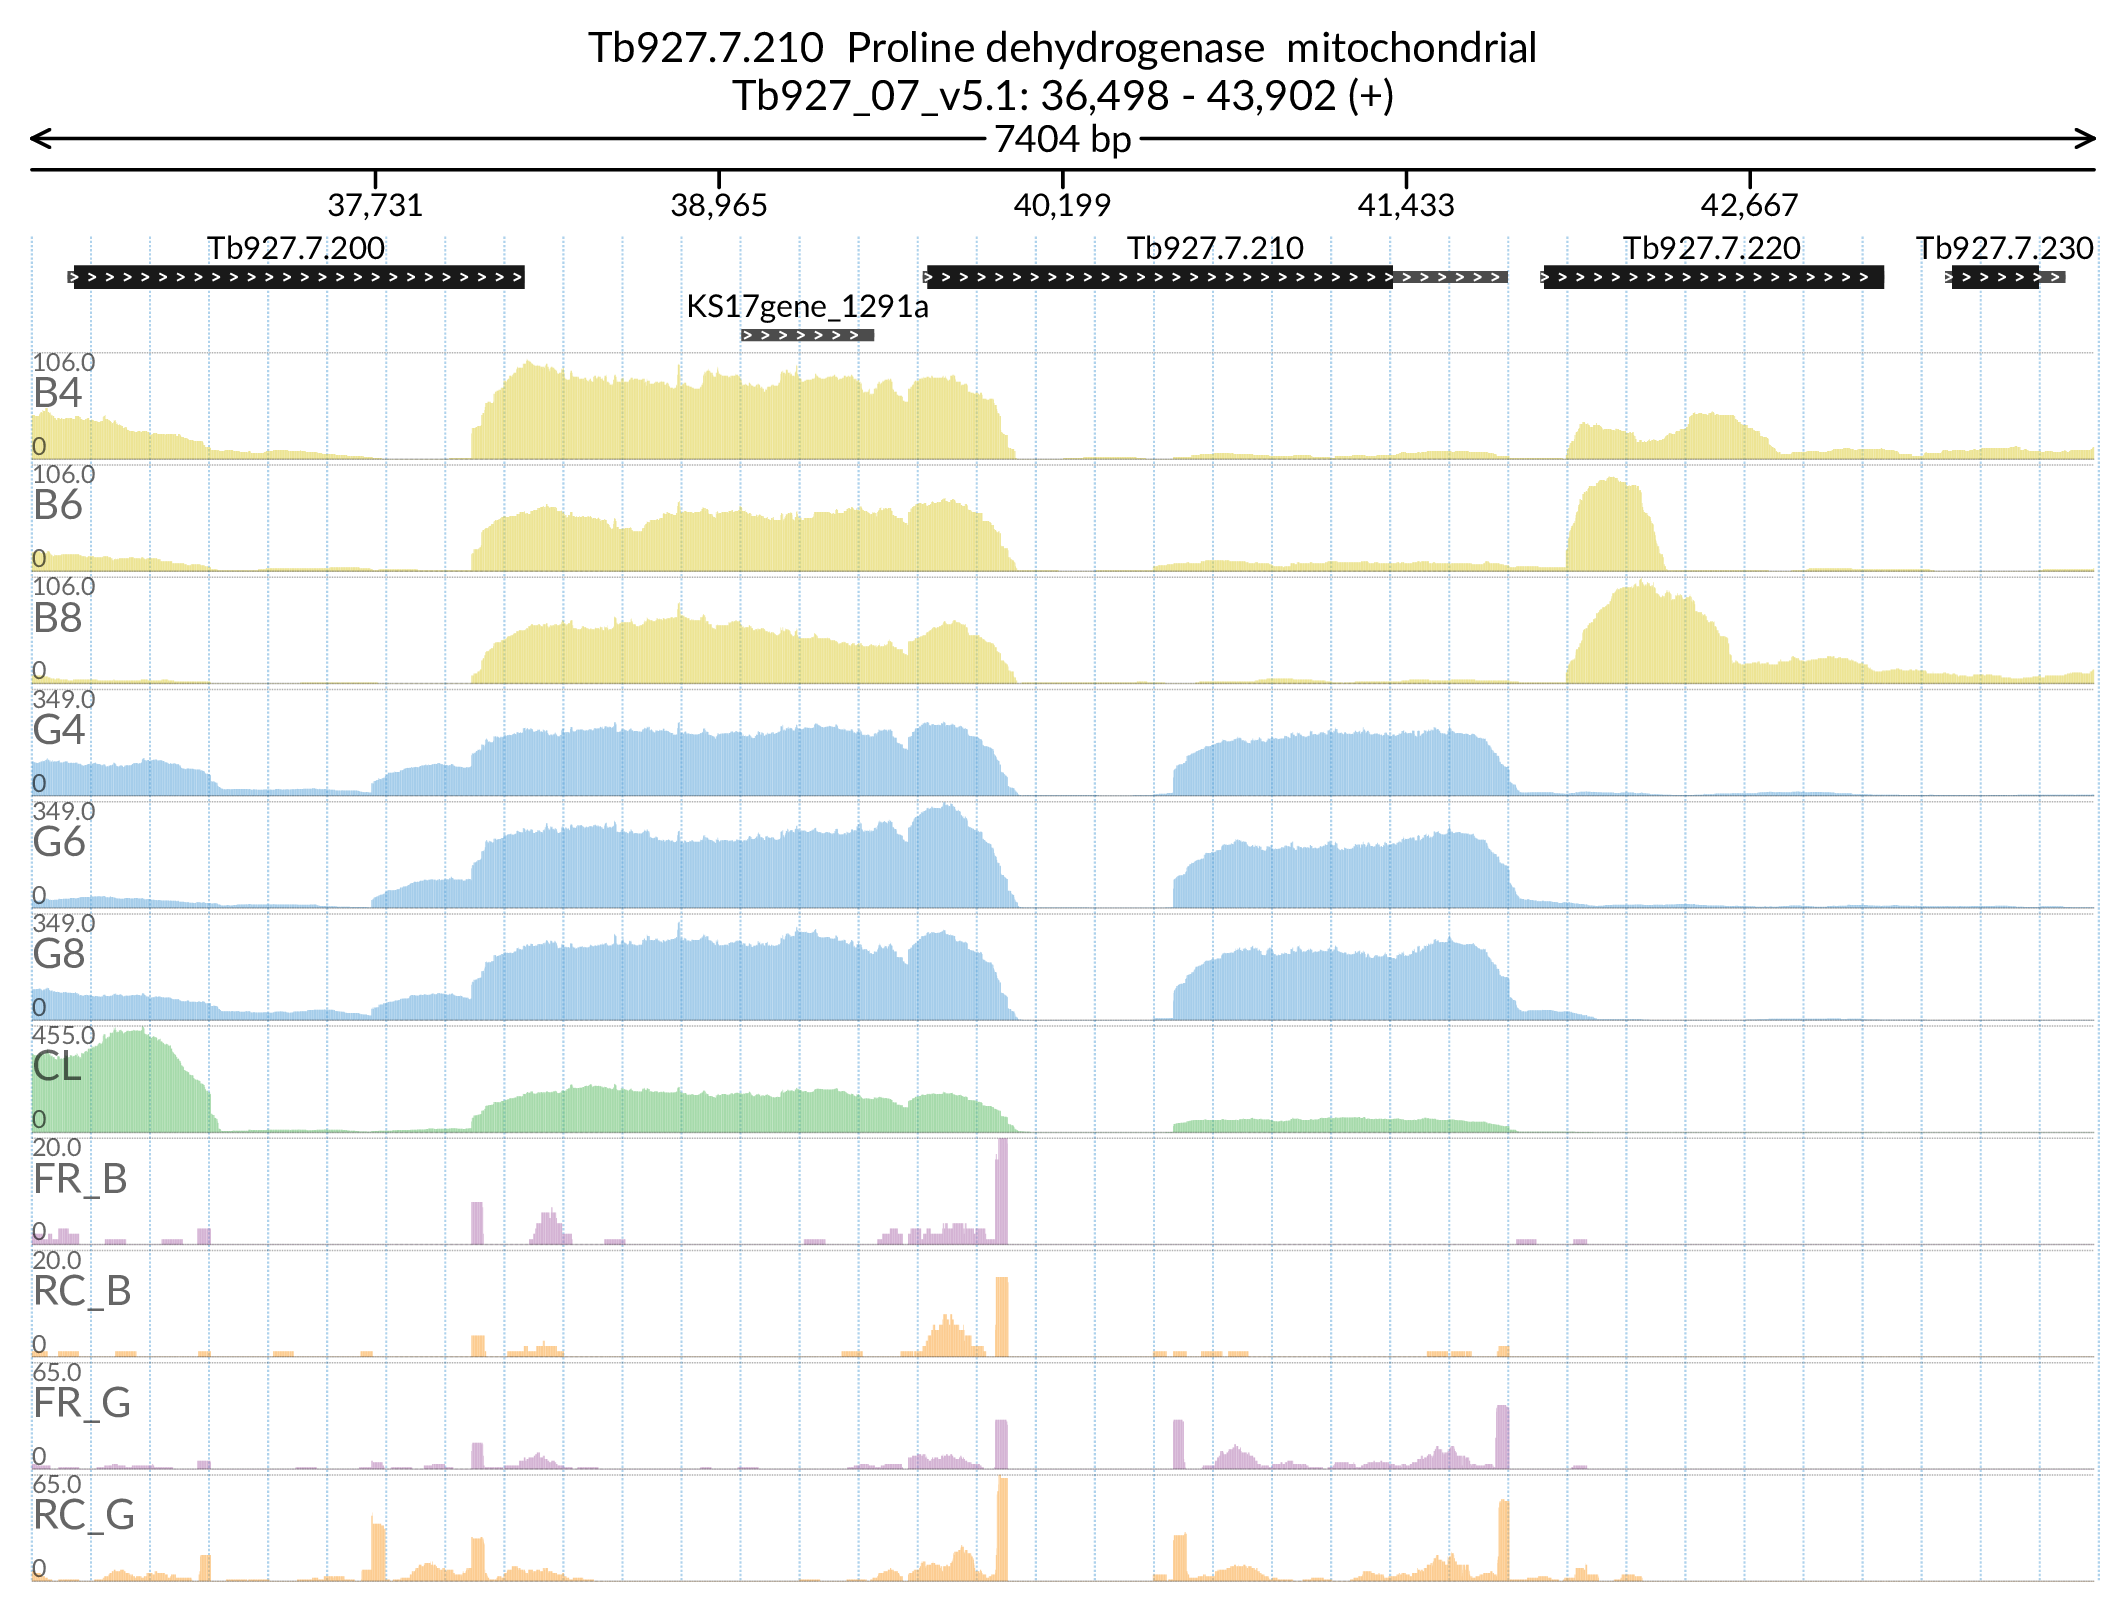 Tb927.7.210  Proline dehydrogenase  mitochondrial
Tb927_07_v5.1: 36,498 - 43,902 (+)
7404 bp
37,731 38,965 40,199 41,433 42,667
Tb927.7.200 Tb927.7.210 Tb927.7.220 Tb927.7.230
KS17gene_1291a
106.0
B4
0
106.0
B6
0
106.0
B8
0
349.0
G4
0
349.0
G6
0
349.0
G8
0
455.0
CL
0
20.0
FR_B
0
20.0
RC_B
0
65.0
FR_G
0
65.0
RC_G
0